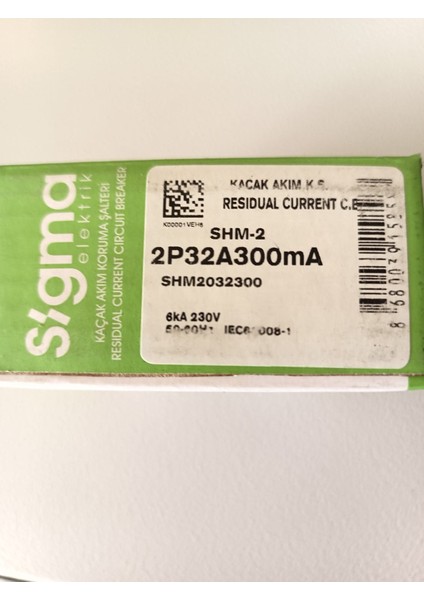 Sigma
elektrik
KAÇAK AKIM KORUMA ŞALTERİ
RESIDUAL CURRENT CIRCUIT BREAKER
KAÇAK AKIM K.Ş.
RESIDUAL CURRENT C.B
SHM-2
2P32A300mA
SHM2032300
6kA 230V